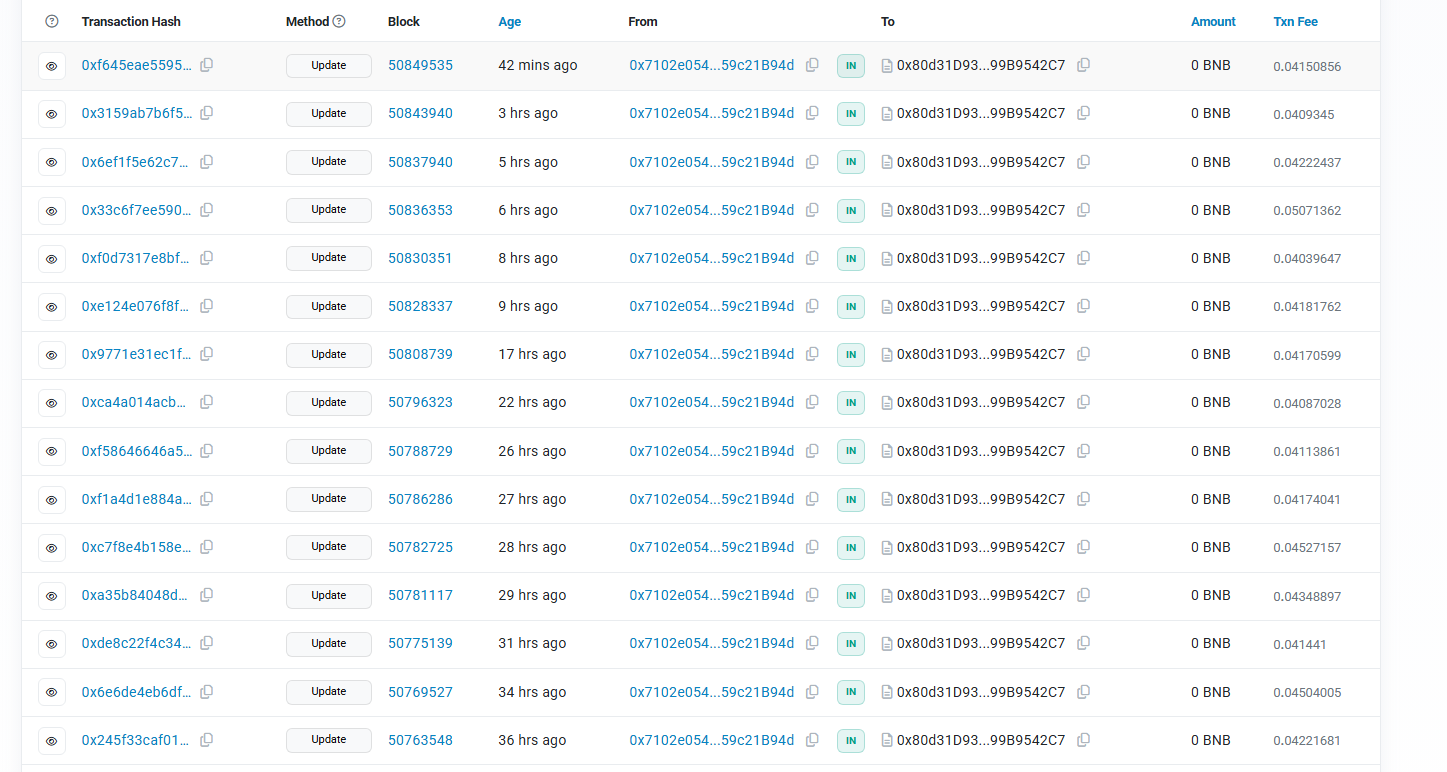 Transaction Hash Method Block Age From To Amount Txn Fee
0xf645eae5595... Update 50849535 42 mins ago 0x7102e054...59c21B94d IN 0x80d31D93...99B9542C7 0 BNB 0.04150856
0x3159ab7b6f5... Update 50843940 3 hrs ago 0x7102e054...59c21B94d IN 0x80d31D93...99B9542C7 0 BNB 0.0409345
0x6ef1f5e62c7... Update 50837940 5 hrs ago 0x7102e054...59c21B94d IN 0x80d31D93...99B9542C7 0 BNB 0.04222437
0x33c6f7ee590... Update 50836353 6 hrs ago 0x7102e054...59c21B94d IN 0x80d31D93...99B9542C7 0 BNB 0.05071362
0xf0d7317e8bf... Update 50830351 8 hrs ago 0x7102e054...59c21B94d IN 0x80d31D93...99B9542C7 0 BNB 0.04039647
0xe124e076f8f... Update 50828337 9 hrs ago 0x7102e054...59c21B94d IN 0x80d31D93...99B9542C7 0 BNB 0.04181762
0x9771e31ec1f... Update 50808739 17 hrs ago 0x7102e054...59c21B94d IN 0x80d31D93...99B9542C7 0 BNB 0.04170599
0xca4a014acb... Update 50796323 22 hrs ago 0x7102e054...59c21B94d IN 0x80d31D93...99B9542C7 0 BNB 0.04087028
0xf58646646a5... Update 50788729 26 hrs ago 0x7102e054...59c21B94d IN 0x80d31D93...99B9542C7 0 BNB 0.04113861
0xf1a4d1e884a... Update 50786286 27 hrs ago 0x7102e054...59c21B94d IN 0x80d31D93...99B9542C7 0 BNB 0.04174041
0xc7f8e4b158e... Update 50782725 28 hrs ago 0x7102e054...59c21B94d IN 0x80d31D93...99B9542C7 0 BNB 0.04527157
0xa35b84048d... Update 50781117 29 hrs ago 0x7102e054...59c21B94d IN 0x80d31D93...99B9542C7 0 BNB 0.04348897
0xde8c22f4c34... Update 50775139 31 hrs ago 0x7102e054...59c21B94d IN 0x80d31D93...99B9542C7 0 BNB 0.041441
0x6e6de4eb6df... Update 50769527 34 hrs ago 0x7102e054...59c21B94d IN 0x80d31D93...99B9542C7 0 BNB 0.04504005
0x245f33caf01... Update 50763548 36 hrs ago 0x7102e054...59c21B94d IN 0x80d31D93...99B9542C7 0 BNB 0.04221681